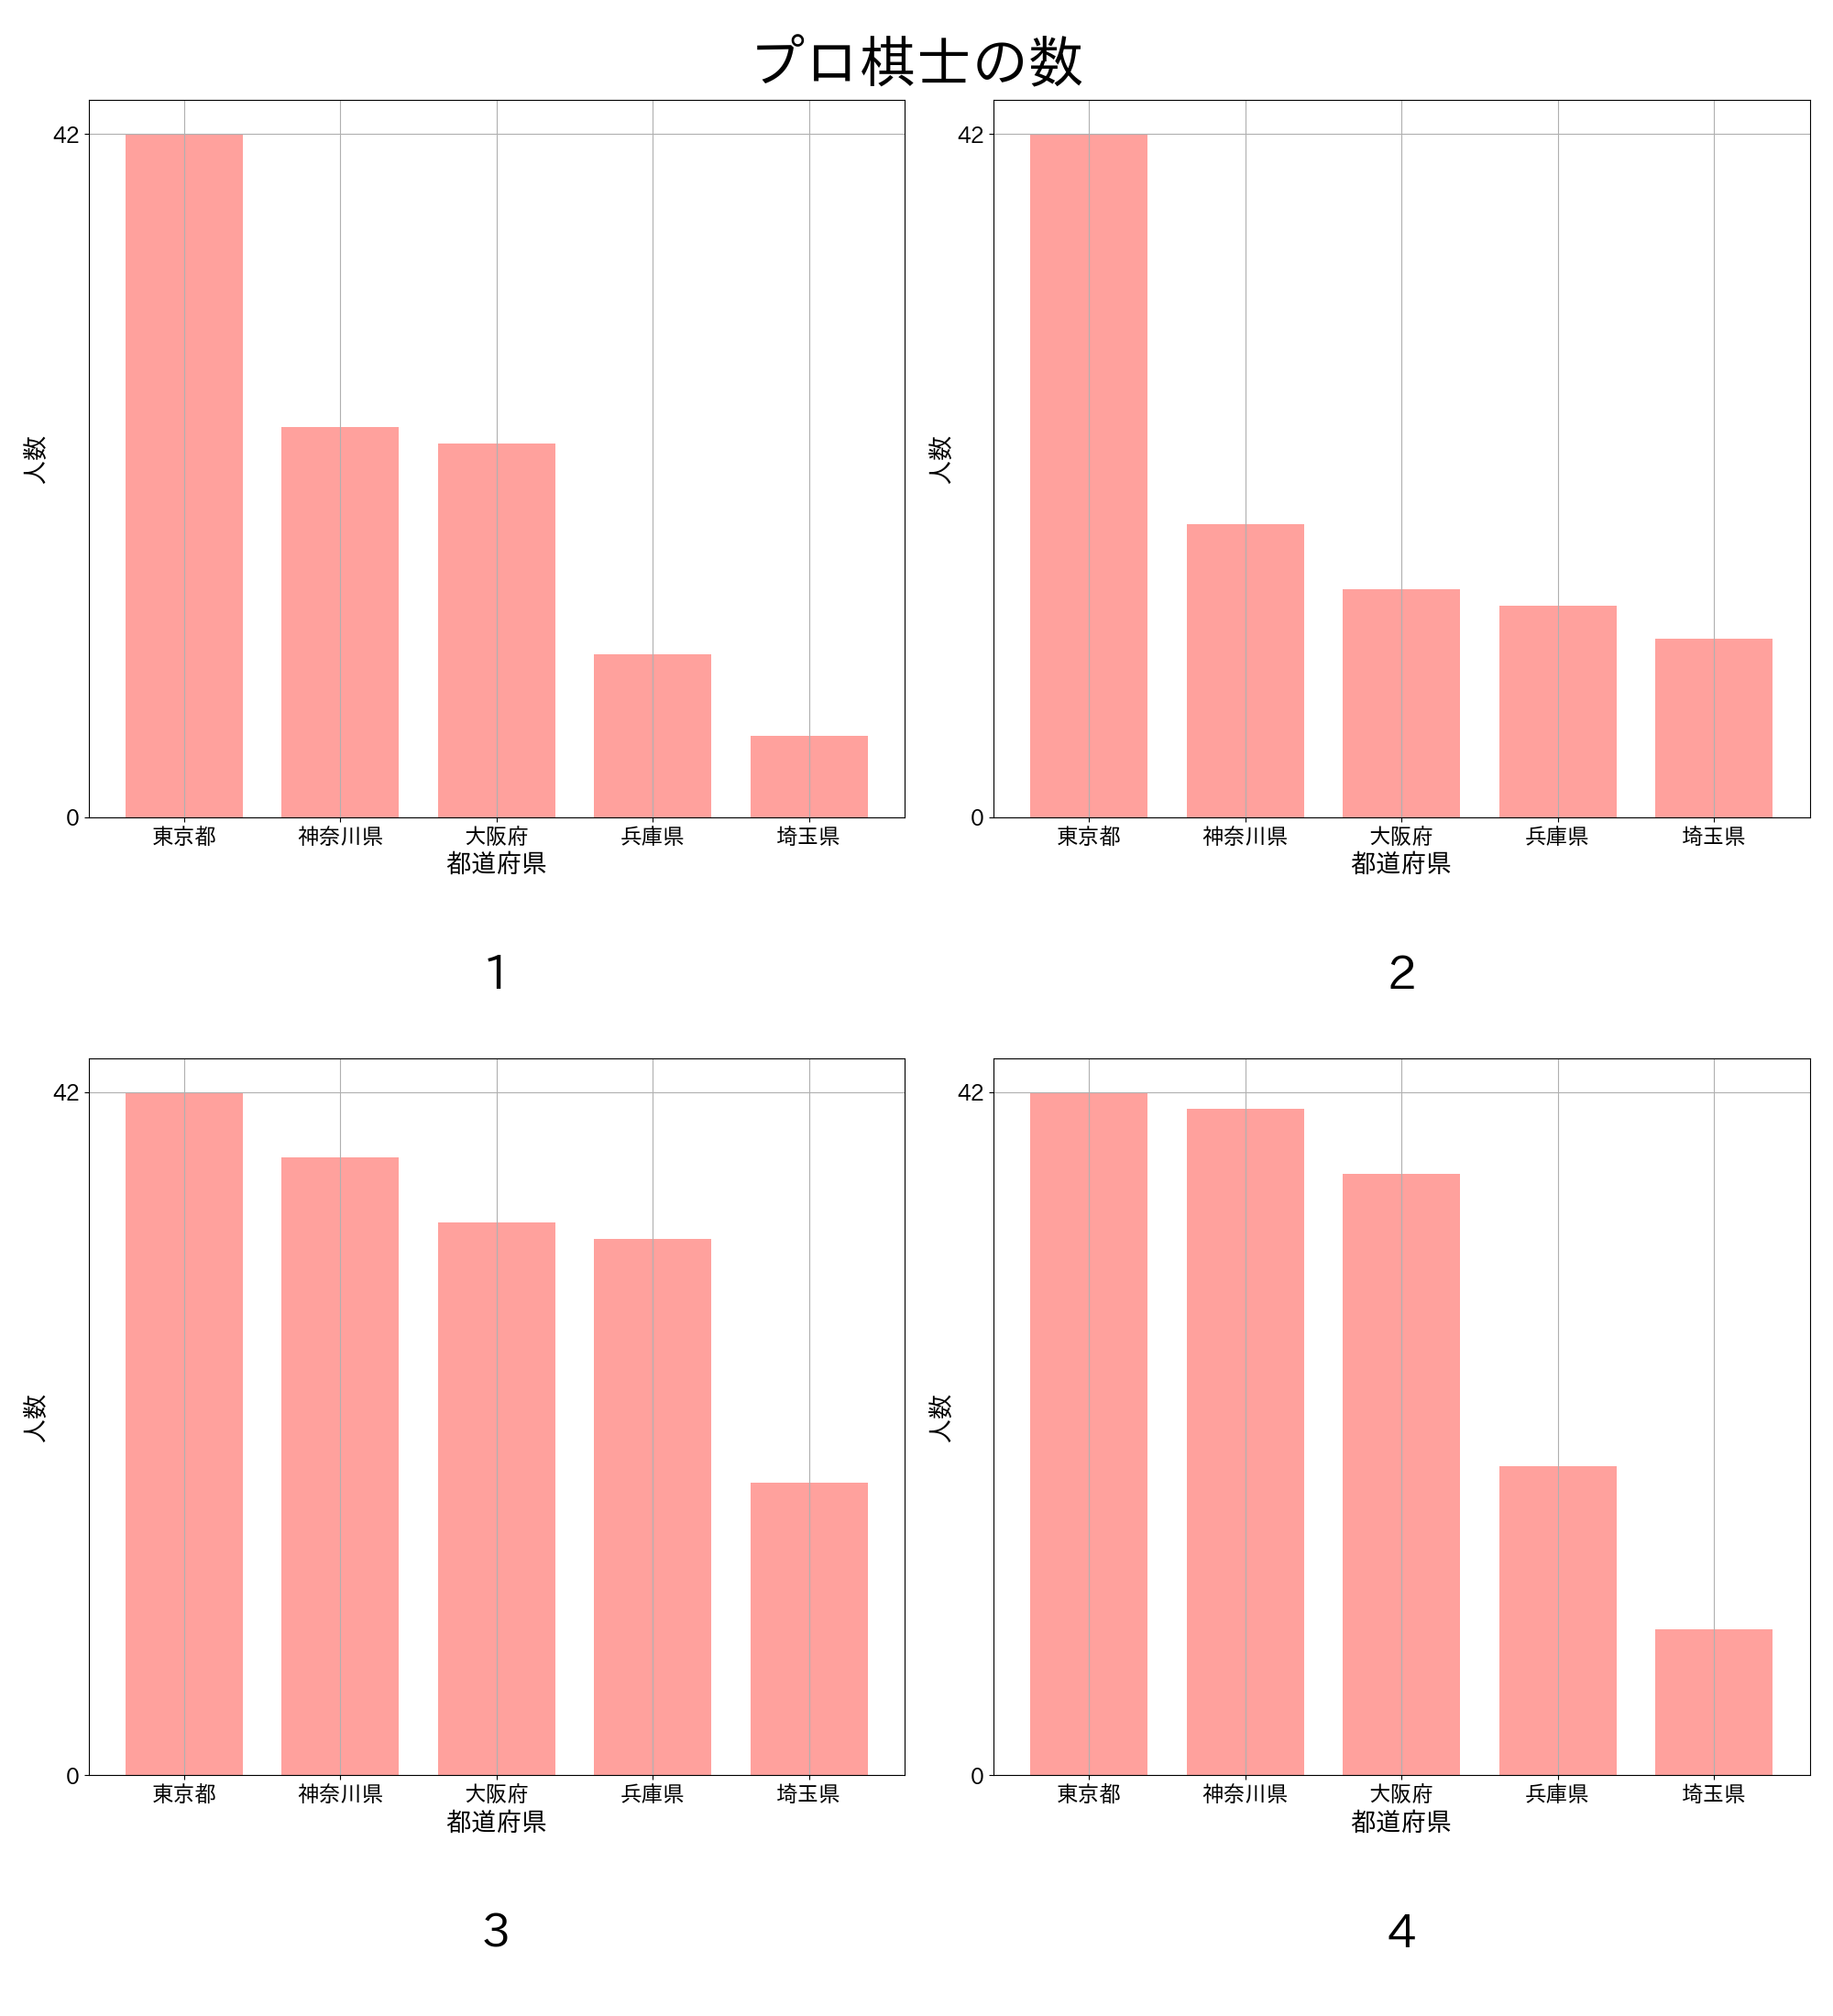 プロ棋士の数
42
人数
0
東京都 神奈川県 大阪府 兵庫県 埼玉県
都道府県
1
42
人数
0
東京都 神奈川県 大阪府 兵庫県 埼玉県
都道府県
2
42
人数
0
東京都 神奈川県 大阪府 兵庫県 埼玉県
都道府県
3
42
人数
0
東京都 神奈川県 大阪府 兵庫県 埼玉県
都道府県
4